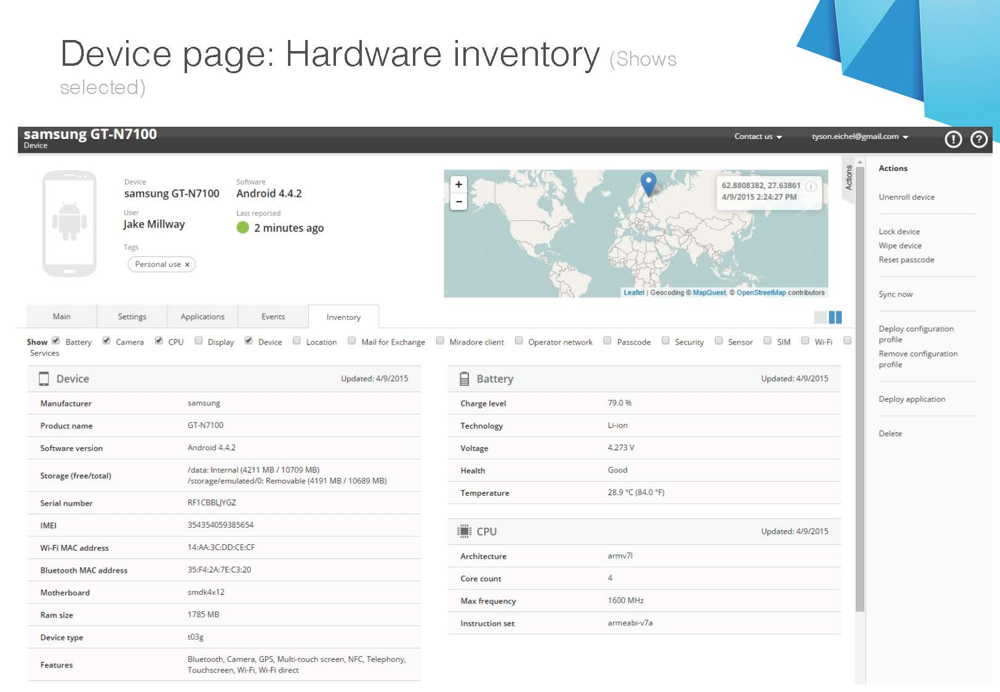 Device page: Hardware inventory (Shows
selected)
samsung GT-N7100
Device
Contact us
tyson.eichel@gmail.com
Device
samsung GT-N7100
Software
Android 4.4.2
User
Jake Millway
Last reported
2 minutes ago
Tags
Personal use ×
+
−
62.8808382, 27.63861
4/9/2015 2:24:27 PM
Leaflet | Geocoding © MapQuest, © OpenStreetMap contributors
Actions
Actions
Unenroll device
Lock device
Wipe device
Reset passcode
Sync now
Deploy configuration
profile
Remove configuration
profile
Deploy application
Delete
Main Settings Applications Events Inventory
Show Battery Camera CPU Display Device Location Mail for Exchange Miradore client Operator network Passcode Security Sensor SIM Wi-Fi
Services
Device Updated: 4/9/2015
Manufacturer samsung
Product name GT-N7100
Software version Android 4.4.2
Storage (free/total) /data: Internal (4211 MB / 10709 MB)
/storage/emulated/0: Removable (4191 MB / 10689 MB)
Serial number RF1CBBLJYGZ
IMEI 354354059385654
Wi-Fi MAC address 14:AA:3C:DD:CE:CF
Bluetooth MAC address 35:F4:2A:7E:C3:20
Motherboard smdk4x12
Ram size 1785 MB
Device type t03g
Features Bluetooth, Camera, GPS, Multi-touch screen, NFC, Telephony,
Touchscreen, Wi-Fi, Wi-Fi direct
Battery Updated: 4/9/2015
Charge level 79.0 %
Technology Li-ion
Voltage 4.273 V
Health Good
Temperature 28.9 °C (84.0 °F)
CPU Updated: 4/9/2015
Architecture armv7l
Core count 4
Max frequency 1600 MHz
Instruction set armeabi-v7a